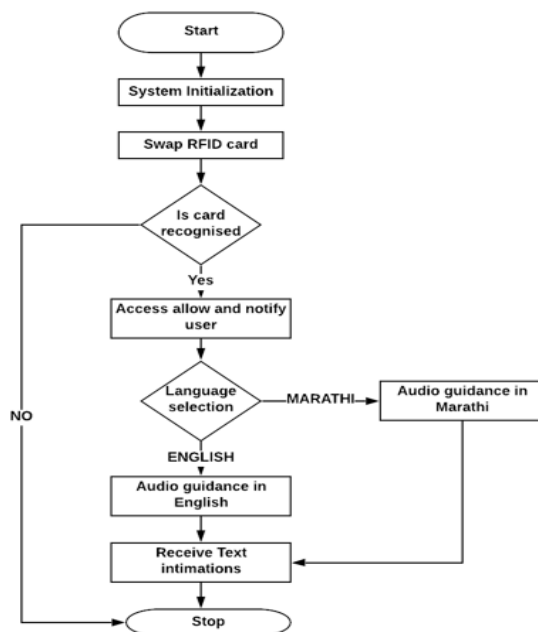 Start
System Initialization
Swap RFID card
Is card
recognised
Yes
Access allow and notify
user
Language
selection
MARATHI
Audio guidance in
Marathi
NO
ENGLISH
Audio guidance in
English
Receive Text
intimations
Stop